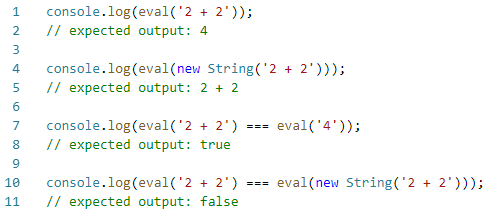 1 console.log(eval('2 + 2'));
2 // expected output: 4
3
4 console.log(eval(new String('2 + 2')));
5 // expected output: 2 + 2
6
7 console.log(eval('2 + 2') === eval('4'));
8 // expected output: true
9
10 console.log(eval('2 + 2') === eval(new String('2 + 2')));
11 // expected output: false